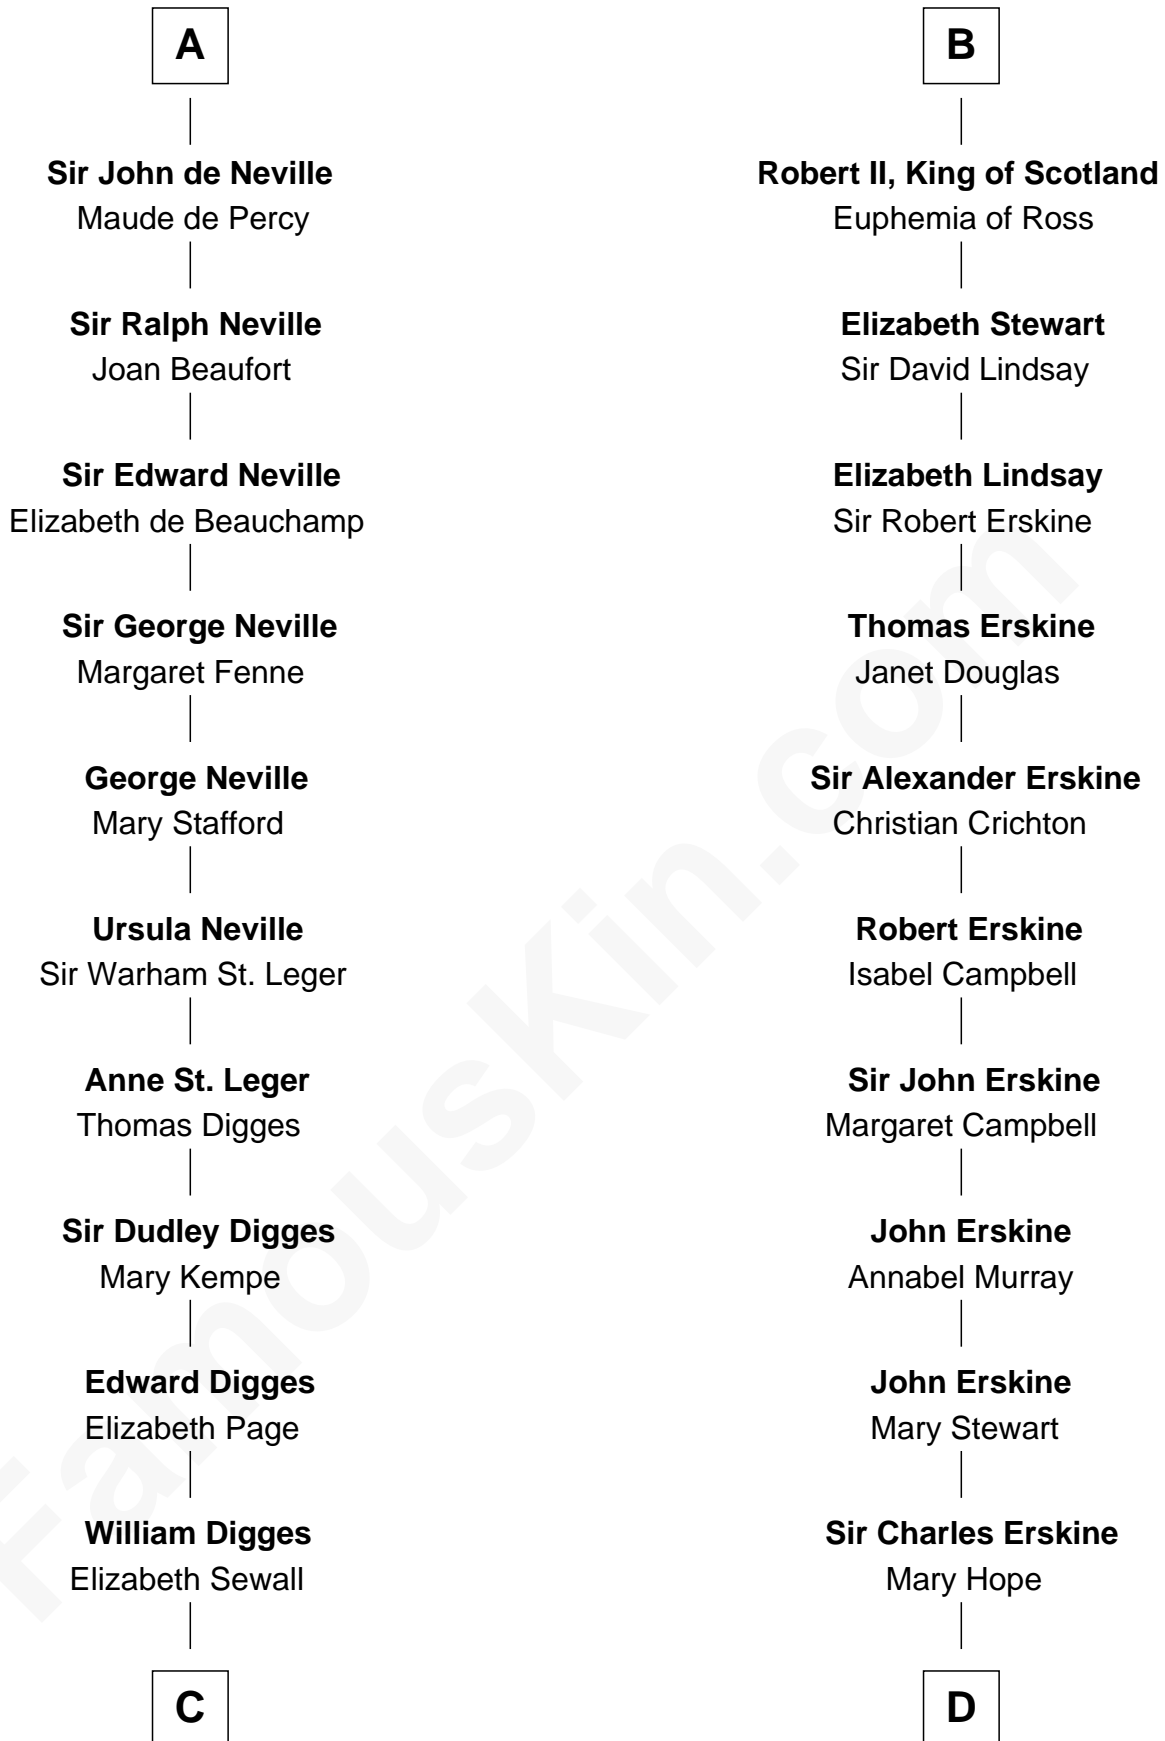 A
Sir John de Neville
Maude de Percy
Sir Ralph Neville
Joan Beaufort
Sir Edward Neville
Elizabeth de Beauchamp
Sir George Neville
Margaret Fenne
George Neville
Mary Stafford
Ursula Neville
Sir Warham St. Leger
Anne St. Leger
Thomas Digges
Sir Dudley Digges
Mary Kempe
Edward Digges
Elizabeth Page
William Digges
Elizabeth Sewall
C
B
Robert II, King of Scotland
Euphemia of Ross
Elizabeth Stewart
Sir David Lindsay
Elizabeth Lindsay
Sir Robert Erskine
Thomas Erskine
Janet Douglas
Sir Alexander Erskine
Christian Crichton
Robert Erskine
Isabel Campbell
Sir John Erskine
Margaret Campbell
John Erskine
Annabel Murray
John Erskine
Mary Stewart
Sir Charles Erskine
Mary Hope
D
FamousKin.com